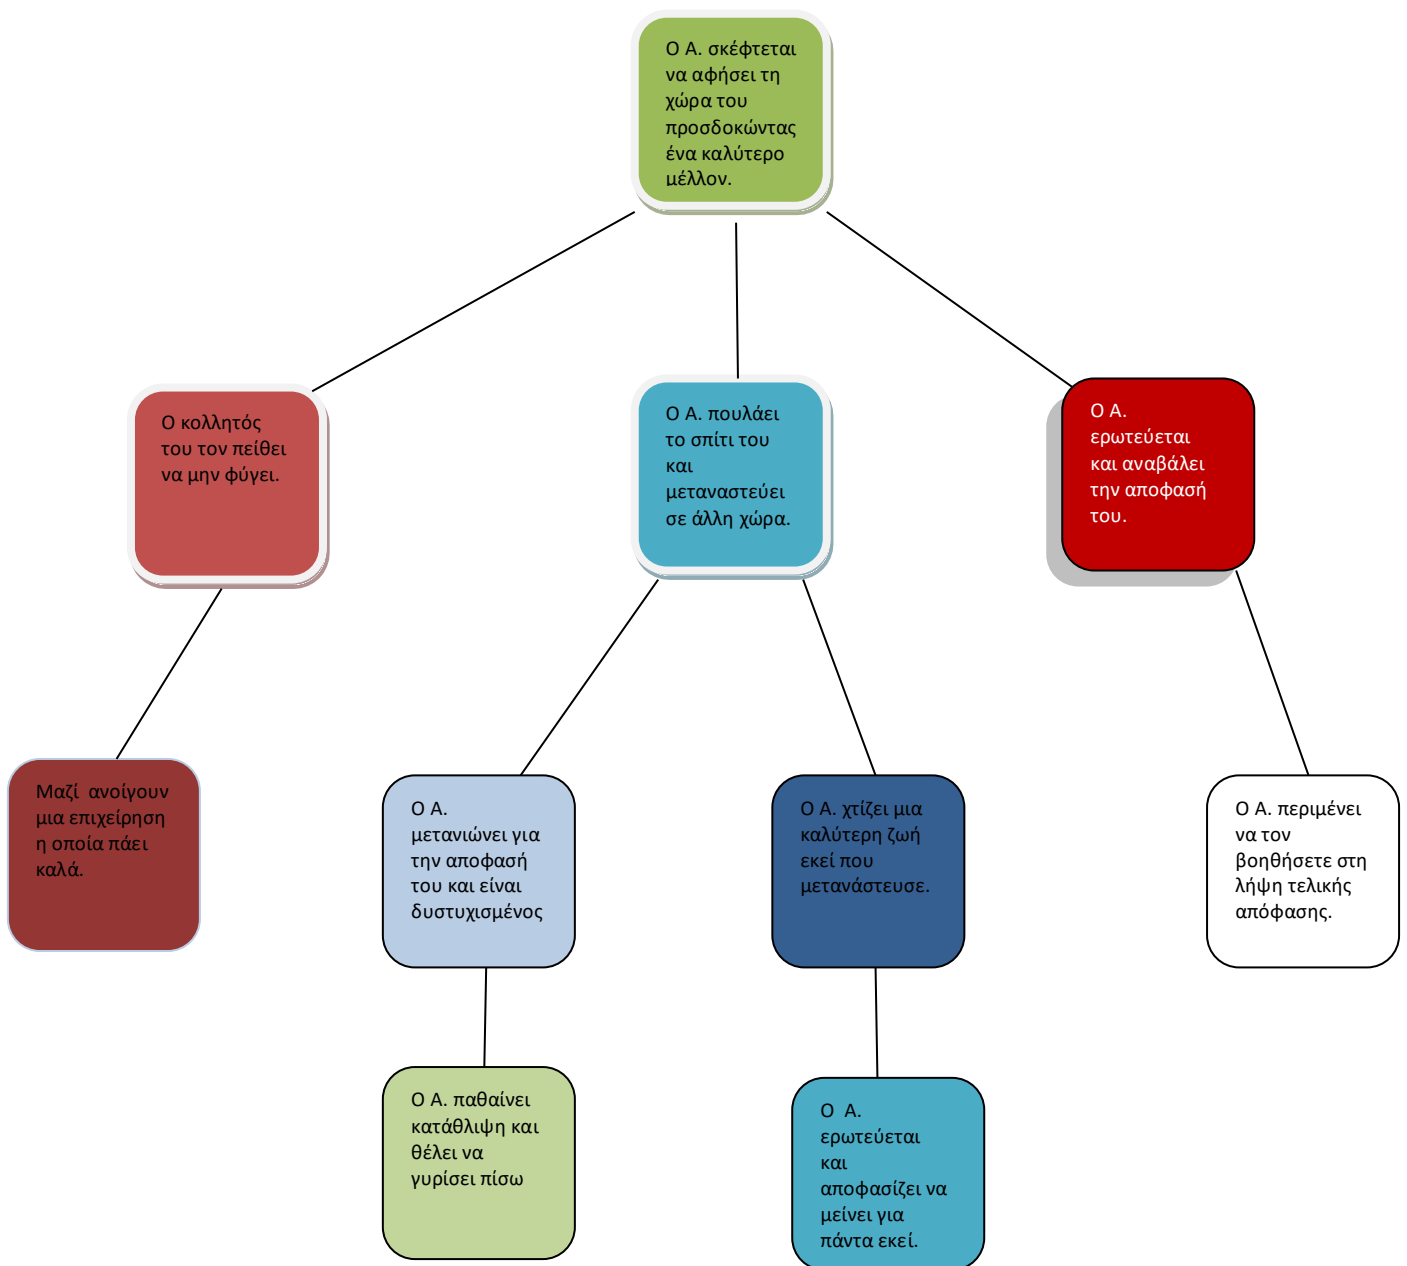 Ο Α. σκέφτεται
να αφήσει τη
χώρα του
προσδοκώντας
ένα καλύτερο
μέλλον.
Ο κολλητός
του τον πείθει
να μην φύγει.
Ο Α. πουλάει
το σπίτι του
και
μεταναστεύει
σε άλλη χώρα.
Ο Α.
ερωτεύεται
και αναβάλει
την αποφασή
του.
Μαζί  ανοίγουν
μια επιχείρηση
η οποία πάει
καλά.
Ο Α.
μετανιώνει για
την αποφασή
του και είναι
δυστυχισμένος
Ο Α. χτίζει μια
καλύτερη ζωή
εκεί που
μετανάστευσε.
Ο Α. περιμένει
να τον
βοηθήσετε στη
λήψη τελικής
απόφασης.
Ο Α. παθαίνει
κατάθλιψη και
θέλει να
γυρίσει πίσω
Ο  Α.
ερωτεύεται
και
αποφασίζει να
μείνει για
πάντα εκεί.